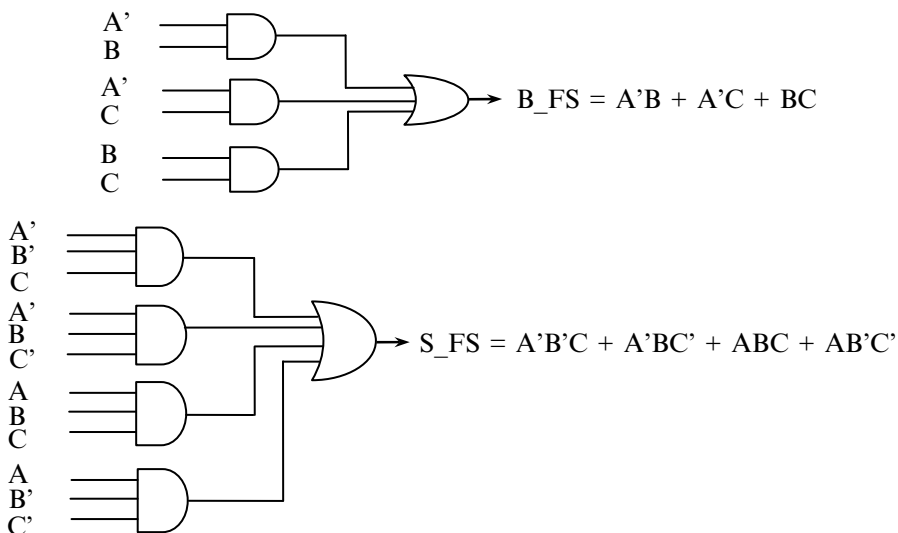 A’
B
A’
C
B
C
B_FS = A’B + A’C + BC
A’
B’
C
A’
B
C’
A
B
C
A
B’
C’
S_FS = A’B’C + A’BC’ + ABC + AB’C’